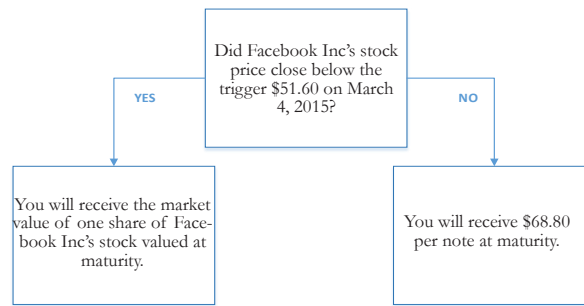 Did Facebook Inc's stock
price close below the
trigger $51.60 on March
4, 2015?
YES
NO
You will receive the market
value of one share of Face-
book Inc's stock valued at
maturity.
You will receive $68.80
per note at maturity.